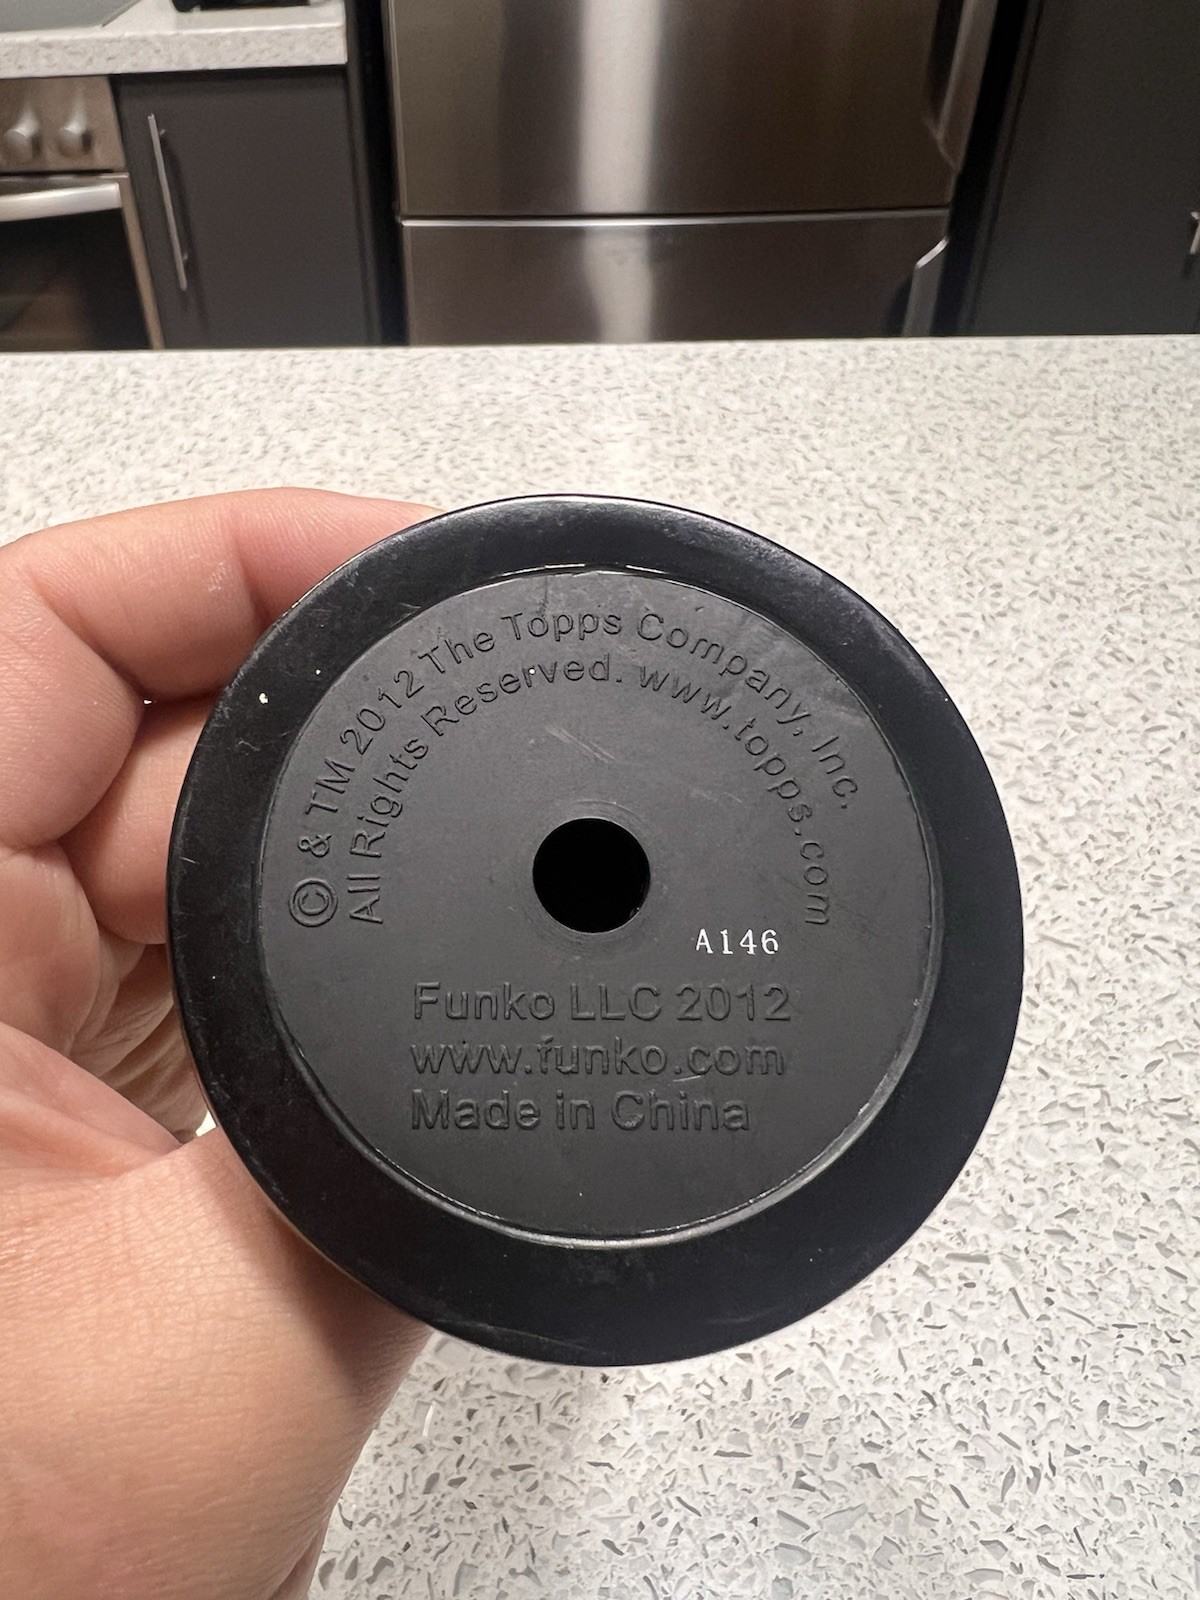 © & TM 2012 The Topps Company, Inc.
All Rights Reserved. www.topps.com
A146
Funko LLC 2012
www.funko.com
Made in China